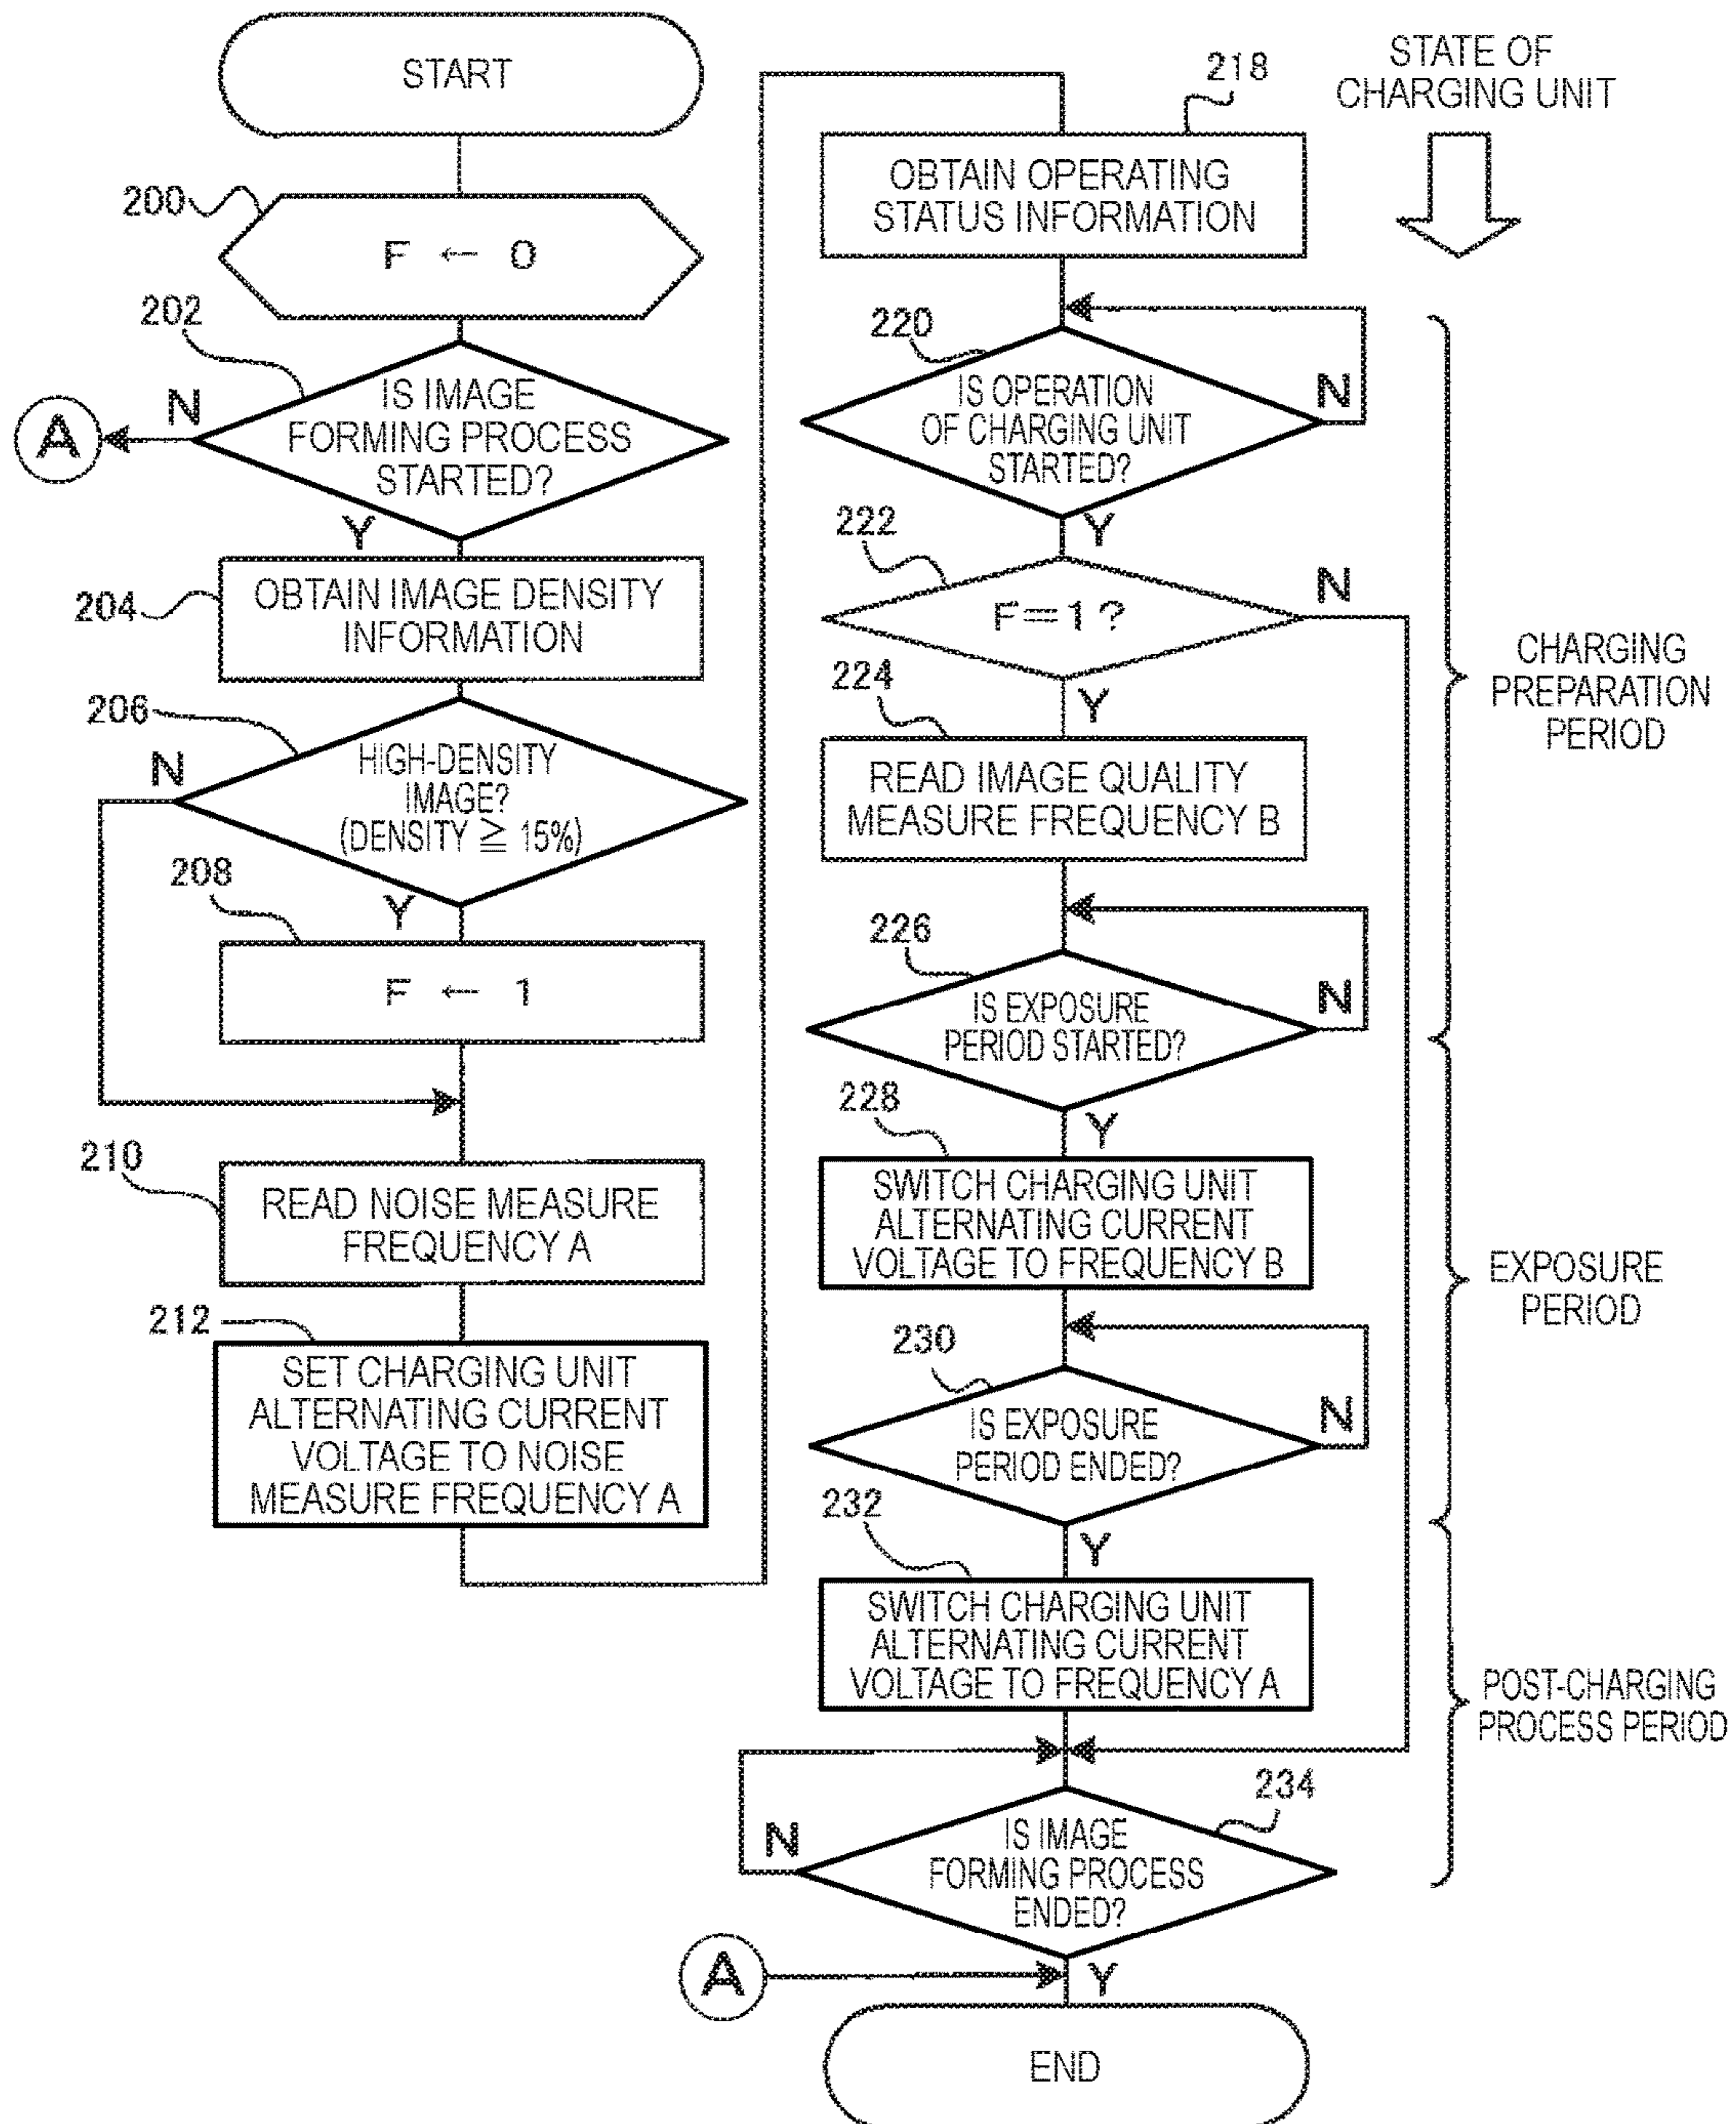 START
200
F ← 0
202
IS IMAGE
FORMING PROCESS
STARTED?
N
A
Y
204
OBTAIN IMAGE DENSITY
INFORMATION
206
HIGH-DENSITY
IMAGE?
(DENSITY ≧ 15%)
N
Y
208
F ← 1
210
READ NOISE MEASURE
FREQUENCY A
212
SET CHARGING UNIT
ALTERNATING CURRENT
VOLTAGE TO NOISE
MEASURE FREQUENCY A
218
OBTAIN OPERATING
STATUS INFORMATION
220
IS OPERATION
OF CHARGING UNIT
STARTED?
N
Y
222
F=1?
N
Y
224
READ IMAGE QUALITY
MEASURE FREQUENCY B
226
IS EXPOSURE
PERIOD STARTED?
N
Y
228
SWITCH CHARGING UNIT
ALTERNATING CURRENT
VOLTAGE TO FREQUENCY B
230
IS EXPOSURE
PERIOD ENDED?
N
Y
232
SWITCH CHARGING UNIT
ALTERNATING CURRENT
VOLTAGE TO FREQUENCY A
234
IS IMAGE
FORMING PROCESS
ENDED?
N
Y
A
END
STATE OF
CHARGING UNIT
CHARGING
PREPARATION
PERIOD
EXPOSURE
PERIOD
POST-CHARGING
PROCESS PERIOD